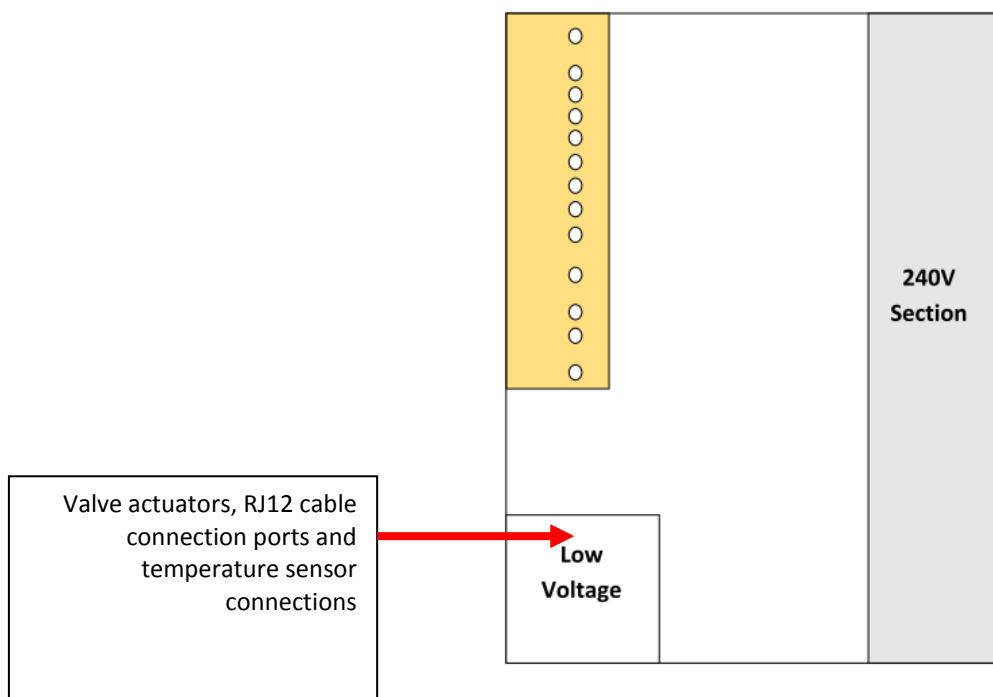 240V
Section
Valve actuators, RJ12 cable
connection ports and
temperature sensor
connections
Low
Voltage